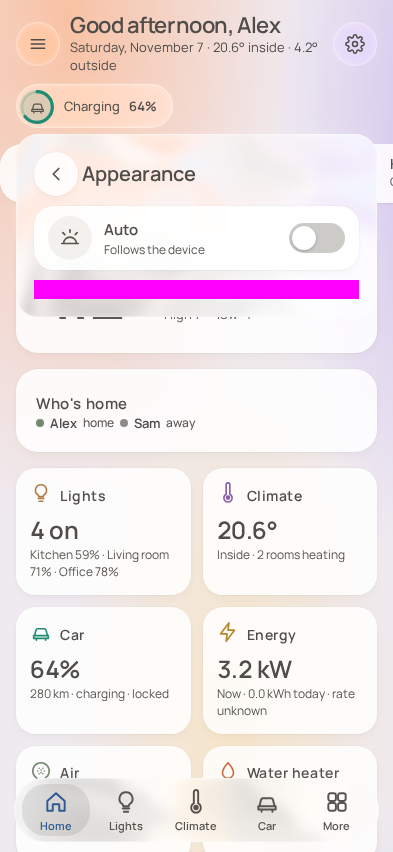 Good afternoon, Alex
Saturday, November 7 · 20.6° inside · 4.2°
outside
Charging 64%
Appearance
Auto
Follows the device
Who's home
Alex home Sam away
Lights
4 on
Kitchen 59% · Living room
71% · Office 78%
Climate
20.6°
Inside · 2 rooms heating
Car
64%
280 km · charging · locked
Energy
3.2 kW
Now · 0.0 kWh today · rate
unknown
Air
Water heater
Home
Lights
Climate
Car
More